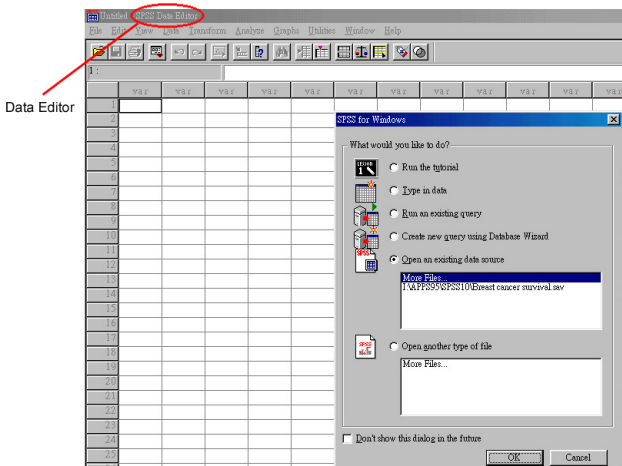 Untitled - SPSS Data Editor
File Edit View Data Transform Analyze Graphs Utilities Window Help
1 :
var var var var var var var var var var var var
Data Editor
1
2
3
4
5
6
7
8
9
10
11
12
13
14
15
16
17
18
19
20
21
22
23
24
25
SPSS for Windows
What would you like to do?
Run the tutorial
Type in data
Run an existing query
Create new query using Database Wizard
Open an existing data source
More Files...
I:\APPS95\SPSS10\Breast cancer survival.sav
Open another type of file
More Files...
Don't show this dialog in the future
OK Cancel